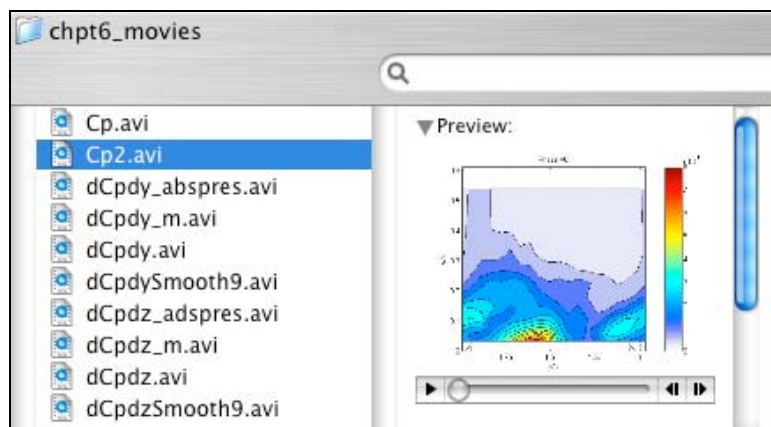 chpt6_movies
Cp.avi
Cp2.avi
dCpdy_abspres.avi
dCpdy_m.avi
dCpdy.avi
dCpdySmooth9.avi
dCpdz_adspres.avi
dCpdz_m.avi
dCpdz.avi
dCpdzSmooth9.avi
Preview: